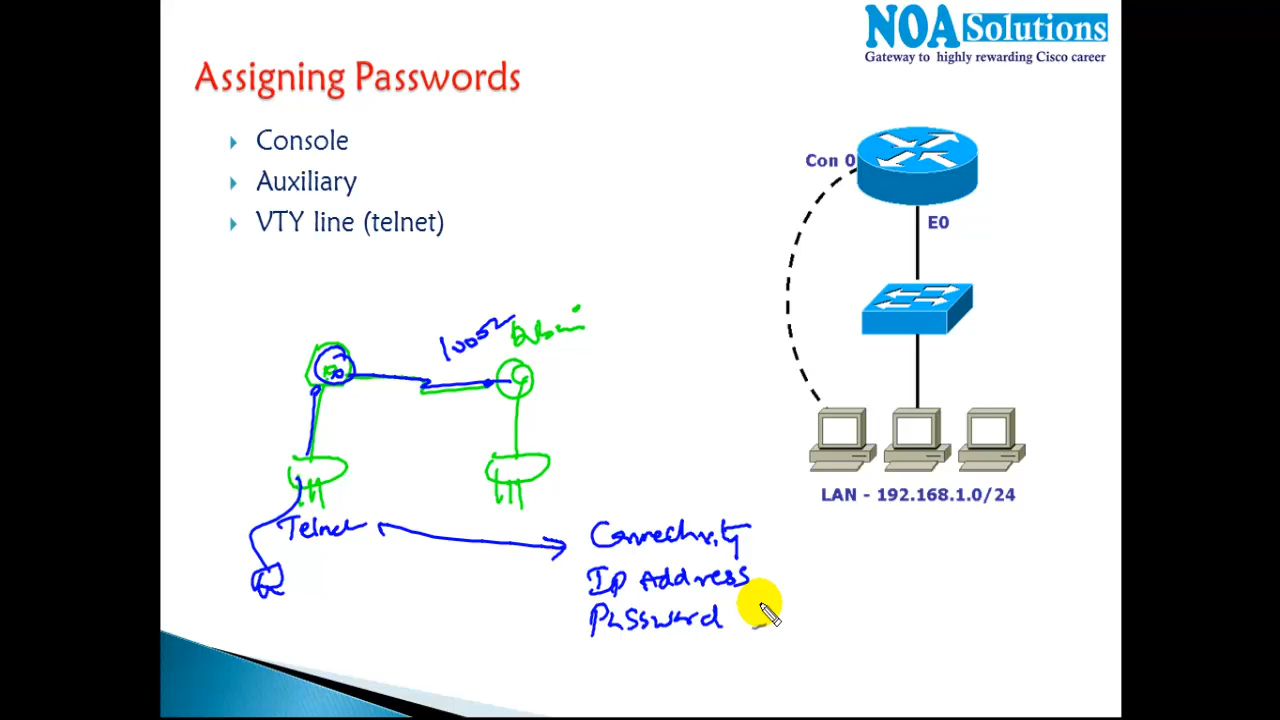 NOA Solutions
Gateway to highly rewarding Cisco career
Assigning Passwords
Console
Auxiliary
VTY line (telnet)
Con 0
E0
LAN - 192.168.1.0/24
Telnet
Connectivity
Ip Address
Password